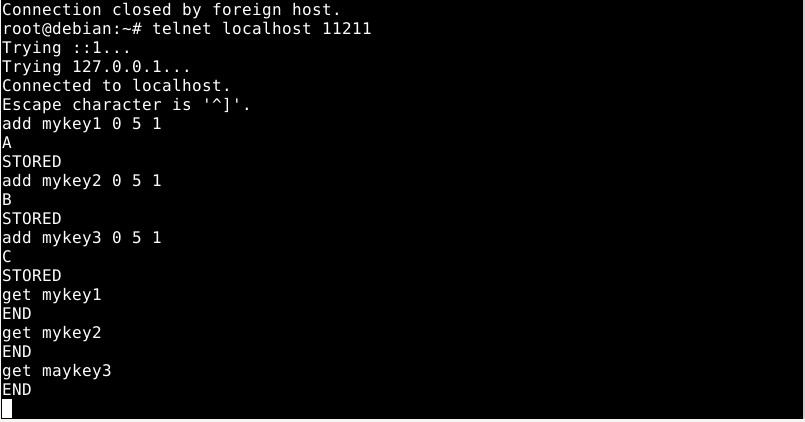 Connection closed by foreign host.
root@debian:~# telnet localhost 11211
Trying ::1...
Trying 127.0.0.1...
Connected to localhost.
Escape character is '^]'.
add mykey1 0 5 1
A
STORED
add mykey2 0 5 1
B
STORED
add mykey3 0 5 1
C
STORED
get mykey1
END
get mykey2
END
get maykey3
END